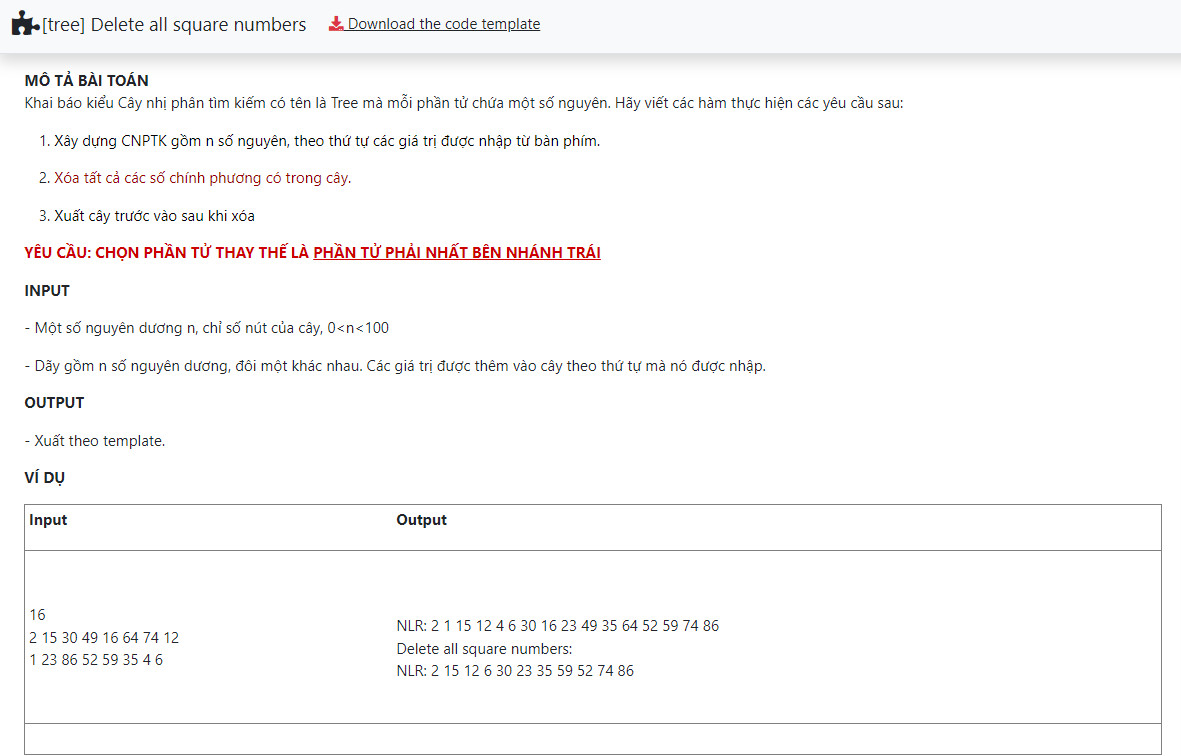 [tree] Delete all square numbers Download the code template
MÔ TẢ BÀI TOÁN
Khai báo kiểu Cây nhị phân tìm kiếm có tên là Tree mà mỗi phần tử chứa một số nguyên. Hãy viết các hàm thực hiện các yêu cầu sau:
1. Xây dựng CNPTK gồm n số nguyên, theo thứ tự các giá trị được nhập từ bàn phím.
2. Xóa tất cả các số chính phương có trong cây.
3. Xuất cây trước vào sau khi xóa
YÊU CẦU: CHỌN PHẦN TỬ THAY THẾ LÀ PHẦN TỬ PHẢI NHẤT BÊN NHÁNH TRÁI
INPUT
- Một số nguyên dương n, chỉ số nút của cây, 0<n<100
- Dãy gồm n số nguyên dương, đôi một khác nhau. Các giá trị được thêm vào cây theo thứ tự mà nó được nhập.
OUTPUT
- Xuất theo template.
VÍ DỤ
Input Output
16
2 15 30 49 16 64 74 12
1 23 86 52 59 35 4 6
NLR: 2 1 15 12 4 6 30 16 23 49 35 64 52 59 74 86
Delete all square numbers:
NLR: 2 15 12 6 30 23 35 59 52 74 86